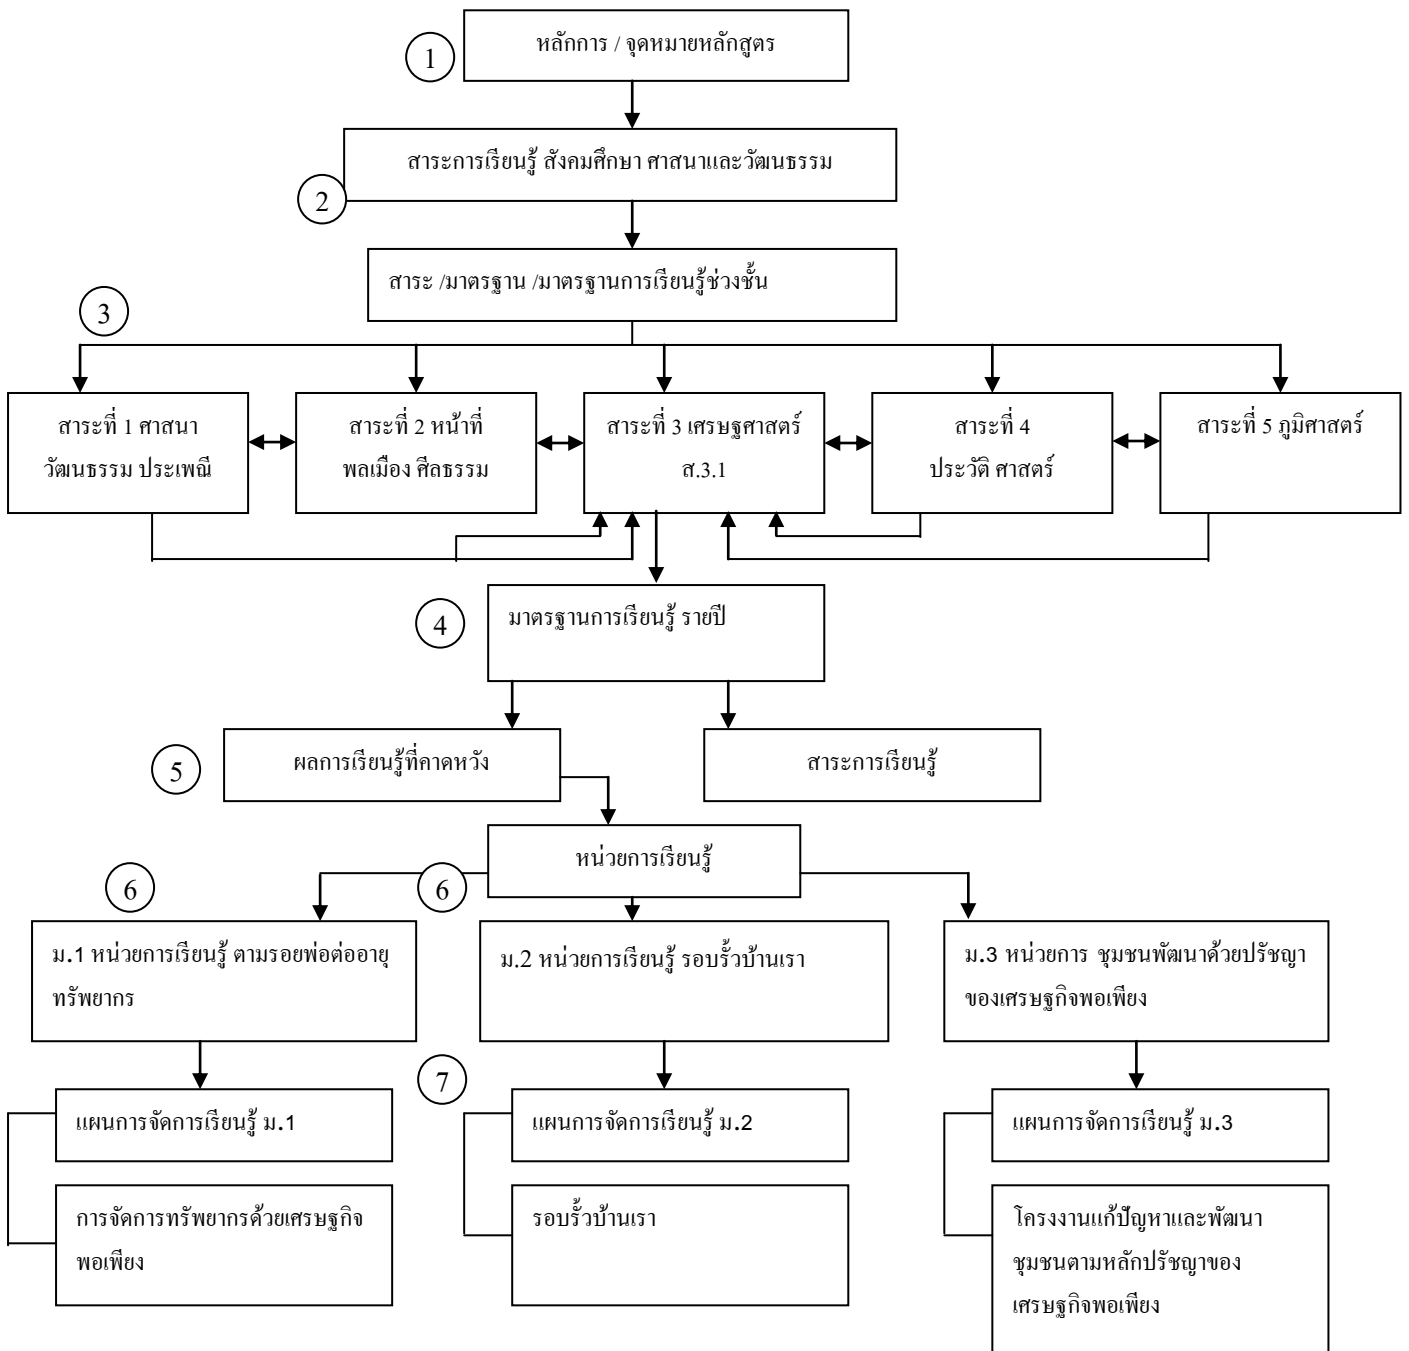 หลักการ / จุดหมายหลักสูตร
1
สาระการเรียนรู้ สังคมศึกษา ศาสนาและวัฒนธรรม
2
สาระ /มาตรฐาน /มาตรฐานการเรียนรู้ช่วงชั้น
3
สาระที่ 1 ศาสนา
วัฒนธรรม ประเพณี
สาระที่ 2 หน้าที่
พลเมือง ศีลธรรม
สาระที่ 3 เศรษฐศาสตร์
ส.3.1
สาระที่ 4
ประวัติ ศาสตร์
สาระที่ 5 ภูมิศาสตร์
4
มาตรฐานการเรียนรู้ รายปี
5
ผลการเรียนรู้ที่คาดหวัง
สาระการเรียนรู้
หน่วยการเรียนรู้
6
6
ม.1 หน่วยการเรียนรู้ ตามรอยพ่อต่ออายุ
ทรัพยากร
ม.2 หน่วยการเรียนรู้ รอบรั้วบ้านเรา
ม.3 หน่วยการ ชุมชนพัฒนาด้วยปรัชญา
ของเศรษฐกิจพอเพียง
7
แผนการจัดการเรียนรู้ ม.1
แผนการจัดการเรียนรู้ ม.2
แผนการจัดการเรียนรู้ ม.3
การจัดการทรัพยากรด้วยเศรษฐกิจ
พอเพียง
รอบรั้วบ้านเรา
โครงงานแก้ปัญหาและพัฒนา
ชุมชนตามหลักปรัชญาของ
เศรษฐกิจพอเพียง